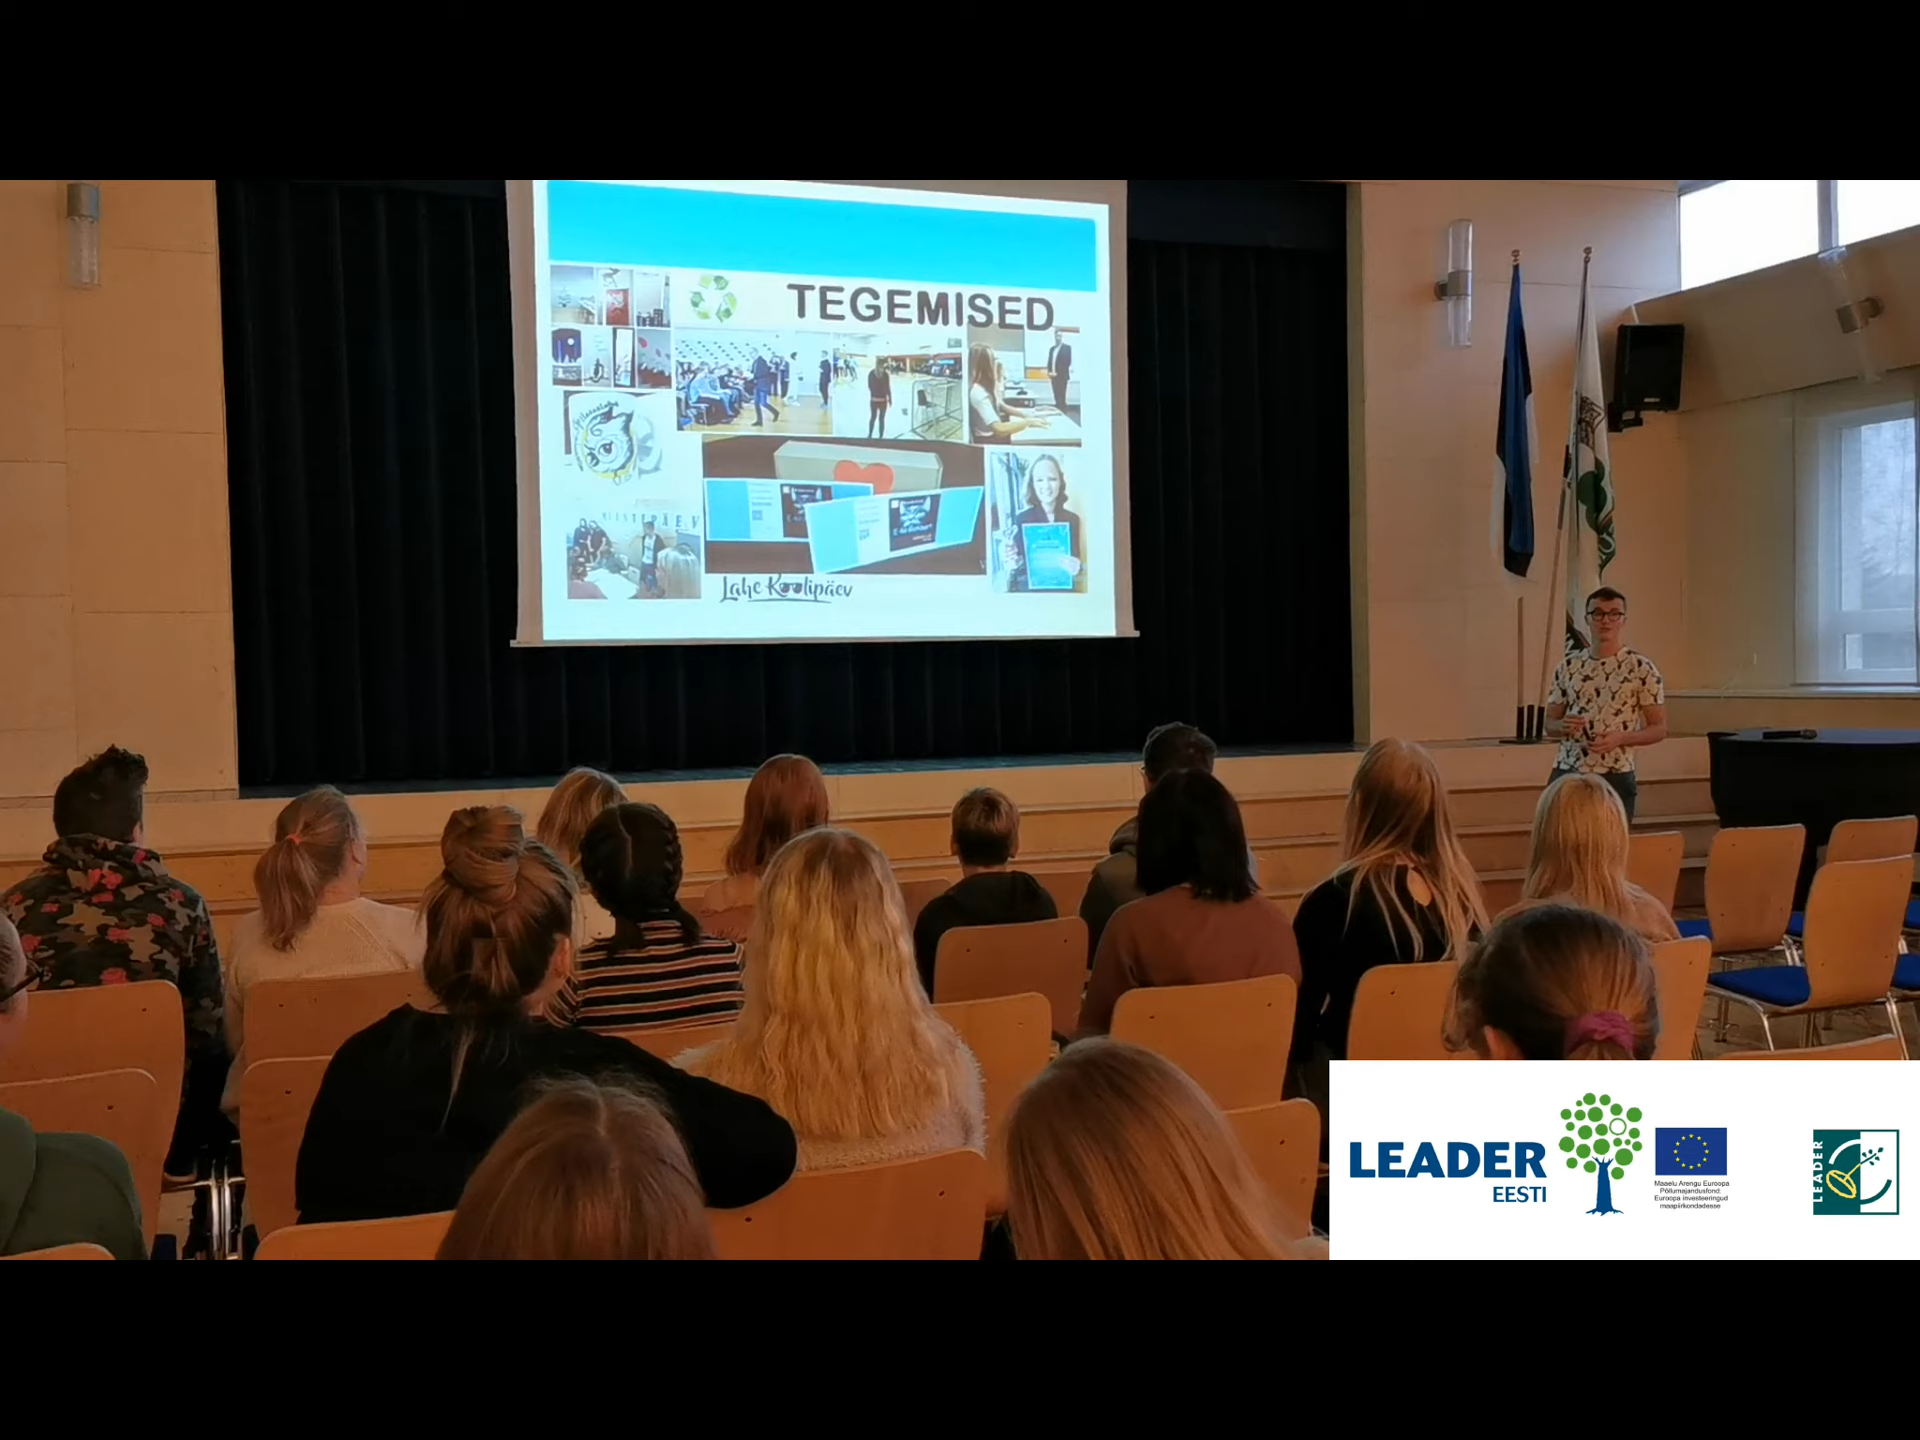 TEGEMISED
Lahe Koolipäev
LEADER
EESTI
Maaelu Arengu Euroopa
Põllumajandusfond:
Euroopa investeeringud
maapiirkondadesse
LEADER